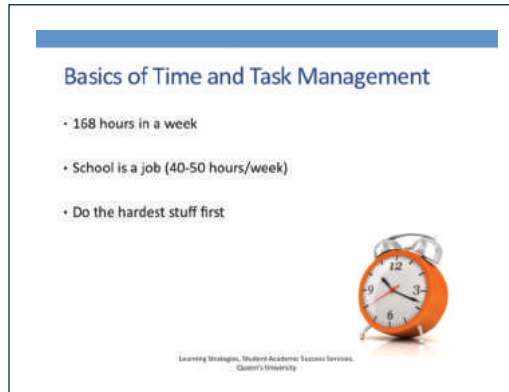 Basics of Time and Task Management
• 168 hours in a week
• School is a job (40-50 hours/week)
• Do the hardest stuff first
12
9
3
6
Learning Strategies, Student Academic Success Services,
Queen's University